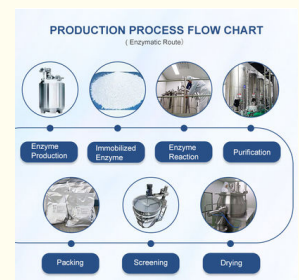 PRODUCTION PROCESS FLOW CHART
( Enzymatic Route)
Enzyme
Production
Immobilized
Enzyme
Enzyme
Reaction
Purification
Packing
Screening
Drying